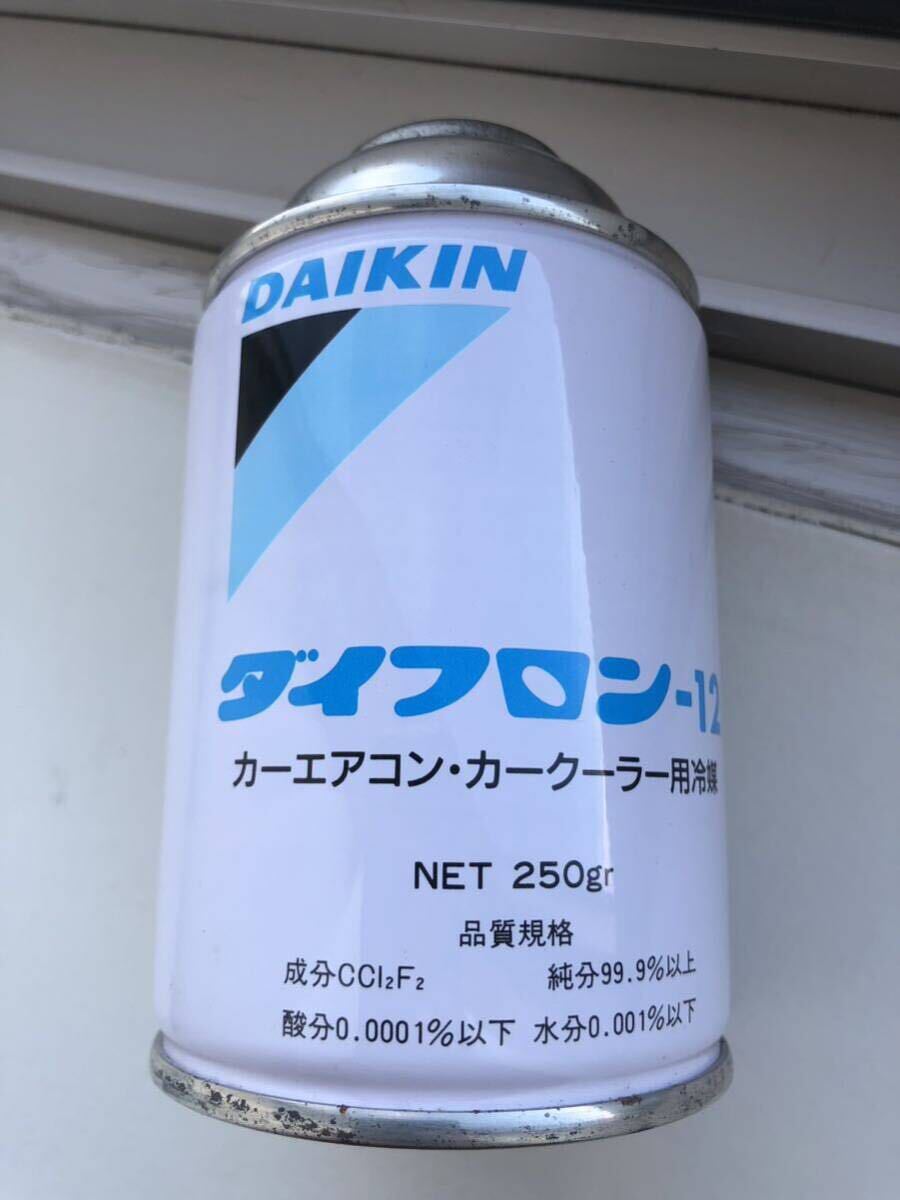 DAIKIN
ダイフロン-12
カーエアコン・カークーラー用冷媒
NET 250gr
品質規格
成分CCl₂F₂ 純分99.9%以上
酸分0.0001%以下 水分0.001%以下